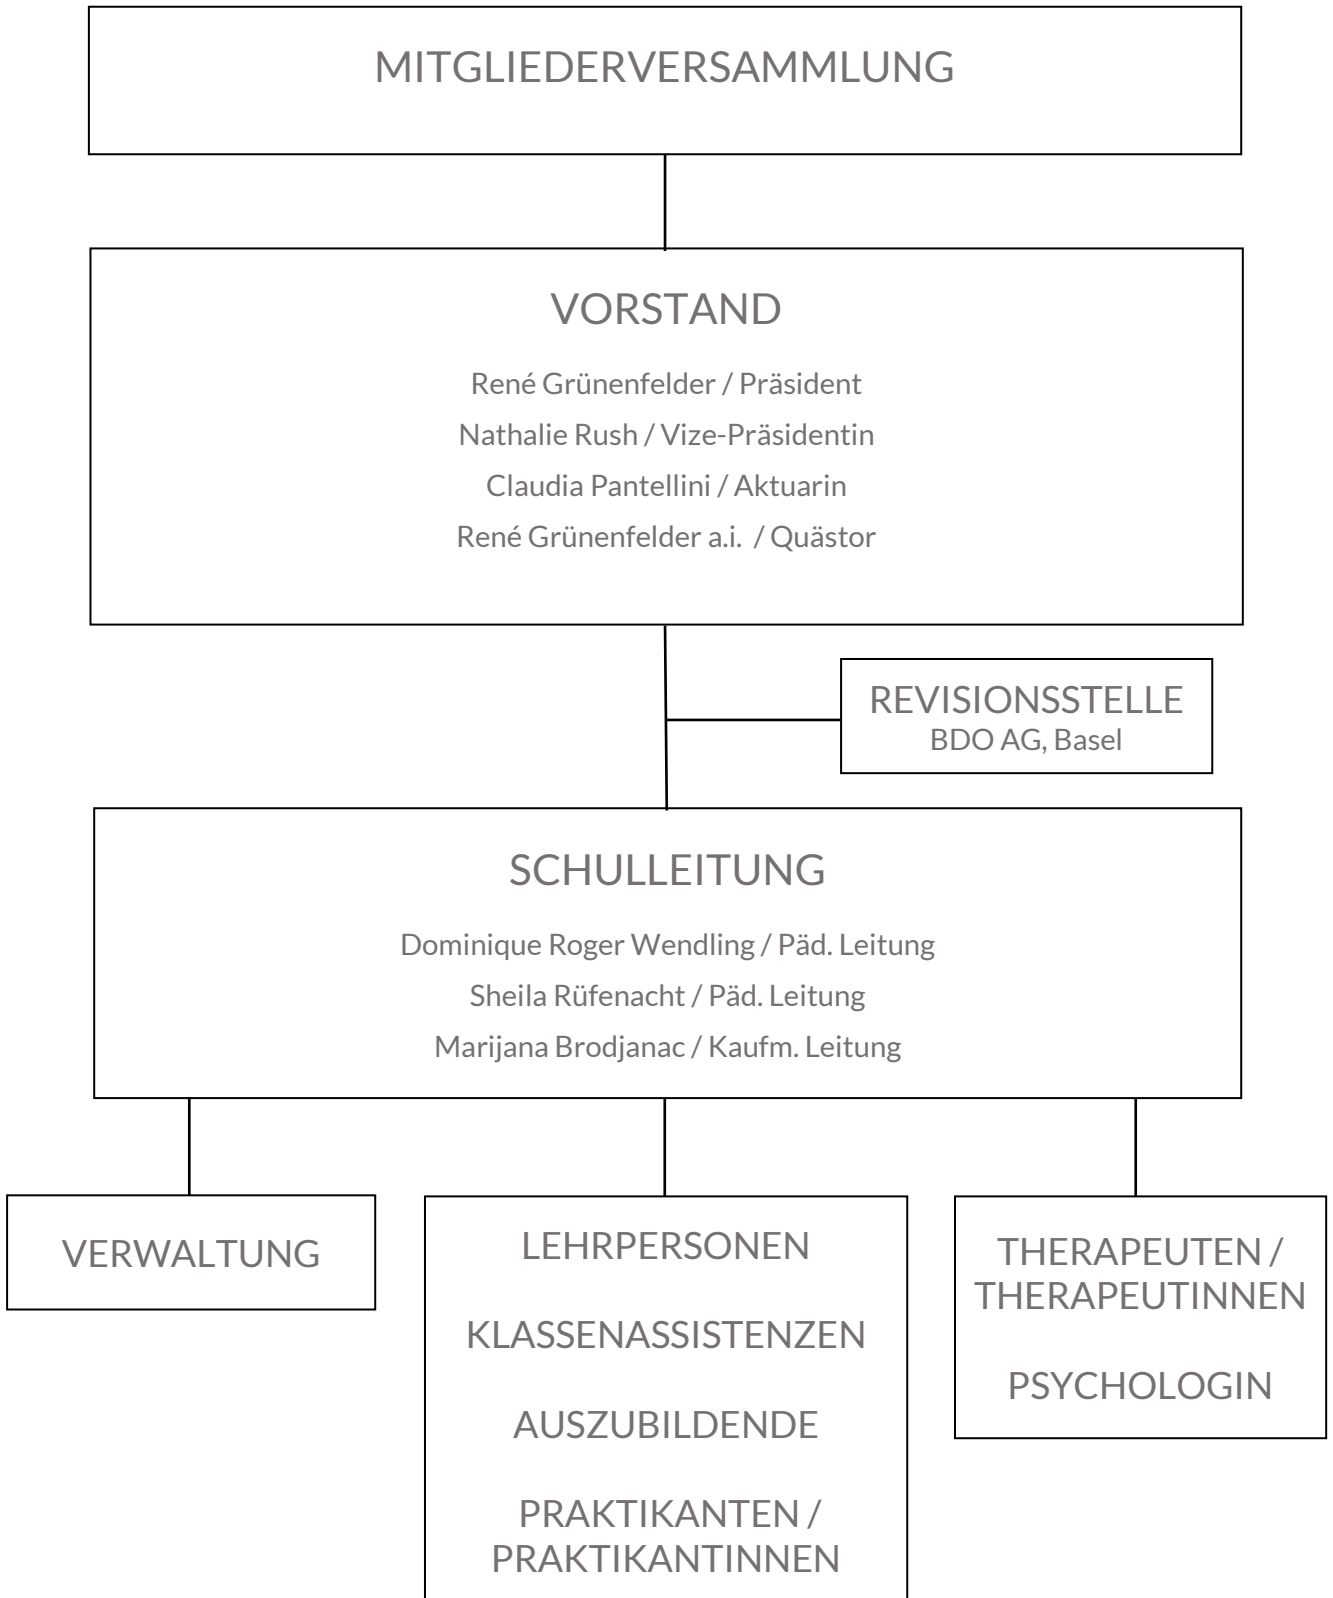 MITGLIEDERVERSAMMLUNG
VORSTAND
René Grünenfelder / Präsident
Nathalie Rush / Vize-Präsidentin
Claudia Pantellini / Aktuarin
René Grünenfelder a.i.  / Quästor
REVISIONSSTELLE
BDO AG, Basel
SCHULLEITUNG
Dominique Roger Wendling / Päd. Leitung
Sheila Rüfenacht / Päd. Leitung
Marijana Brodjanac / Kaufm. Leitung
VERWALTUNG
LEHRPERSONEN
KLASSENASSISTENZEN
AUSZUBILDENDE
PRAKTIKANTEN /
PRAKTIKANTINNEN
THERAPEUTEN /
THERAPEUTINNEN
PSYCHOLOGIN